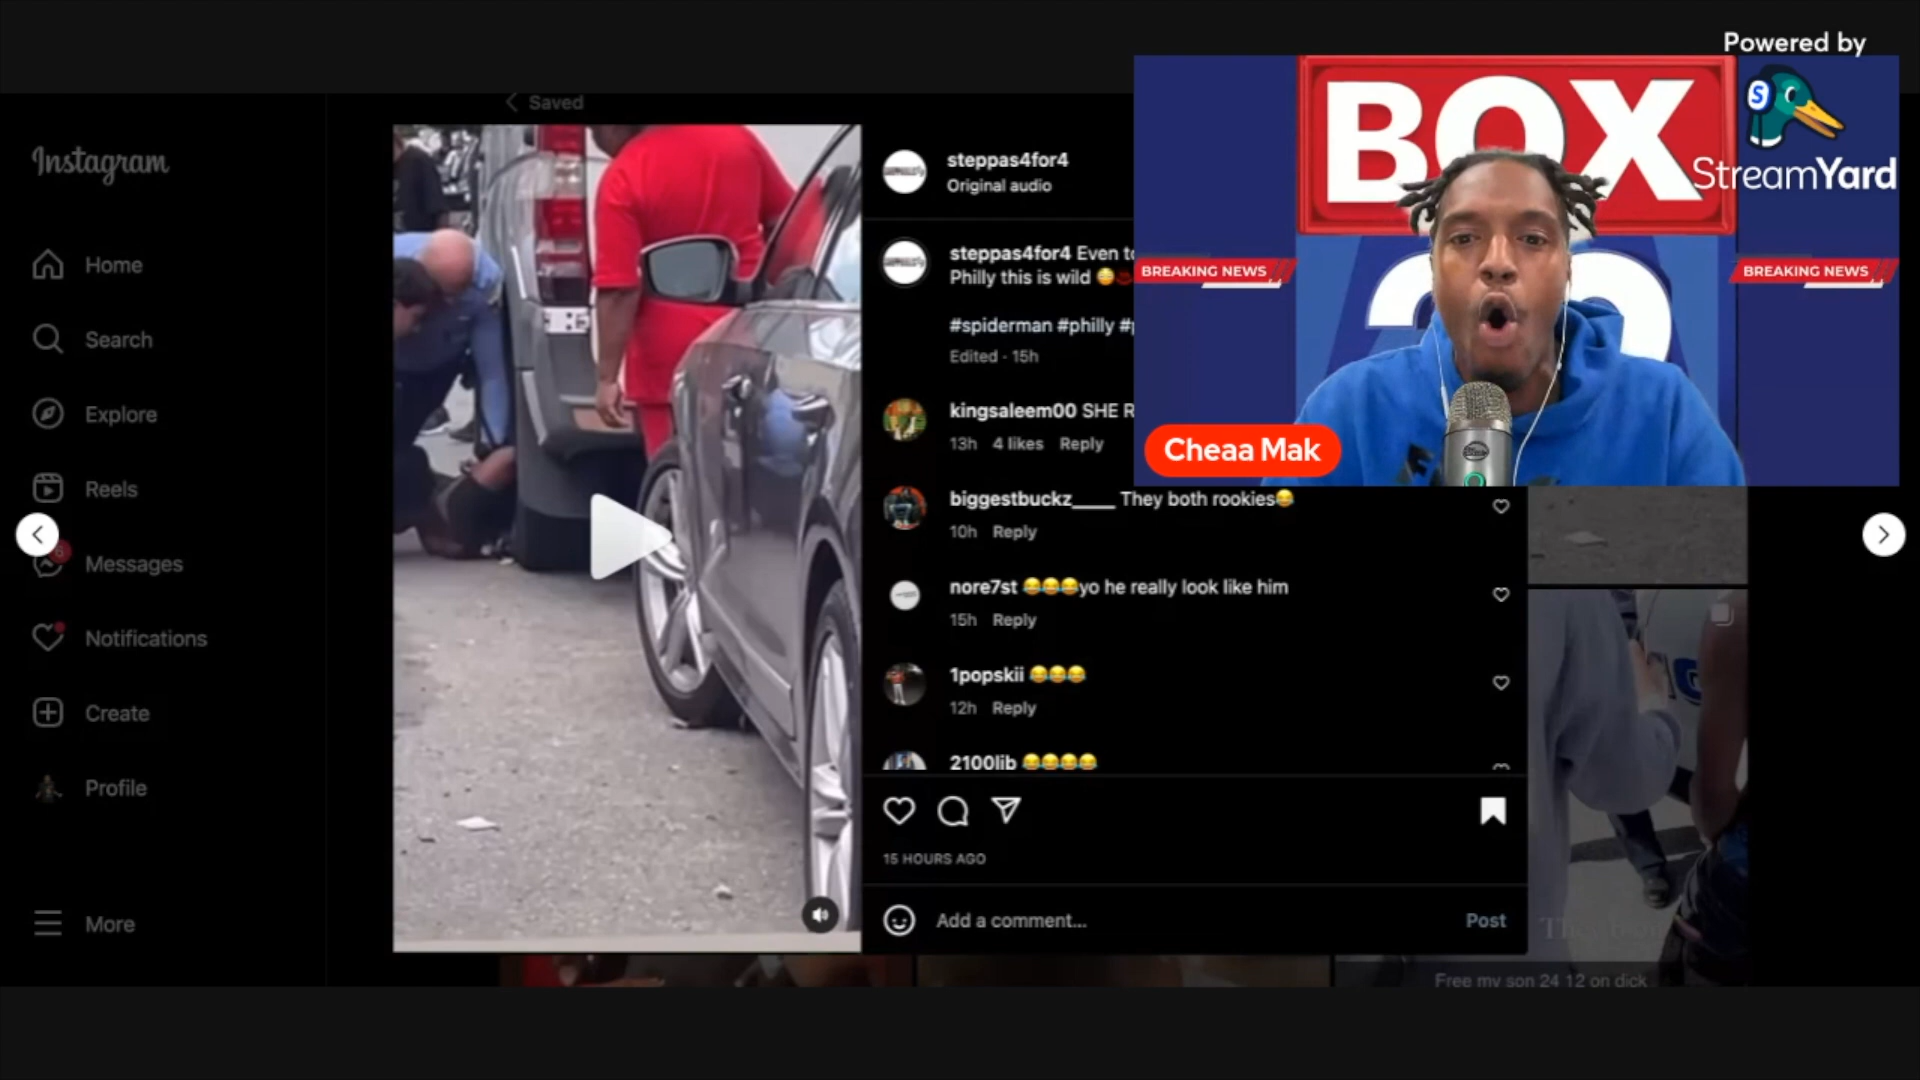 Powered by
StreamYard
BOX
BREAKING NEWS
BREAKING NEWS
Cheaa Mak
Saved
Instagram
Home
Search
Explore
Reels
6
Messages
Notifications
Create
Profile
More
steppas4for4
Original audio
steppas4for4 Even
Philly this is wild 😳
#spiderman #philly
Edited · 15h
kingsaleem00 SHE
13h 4 likes Reply
biggestbuckz____ They both rookies😂
10h Reply
nore7st 😂😂😂yo he really look like him
15h Reply
1popskii 😂😂😂
12h Reply
2100lib 😂😂😂😂
15 HOURS AGO
Add a comment...
Post
Free my son 24 12 on dick